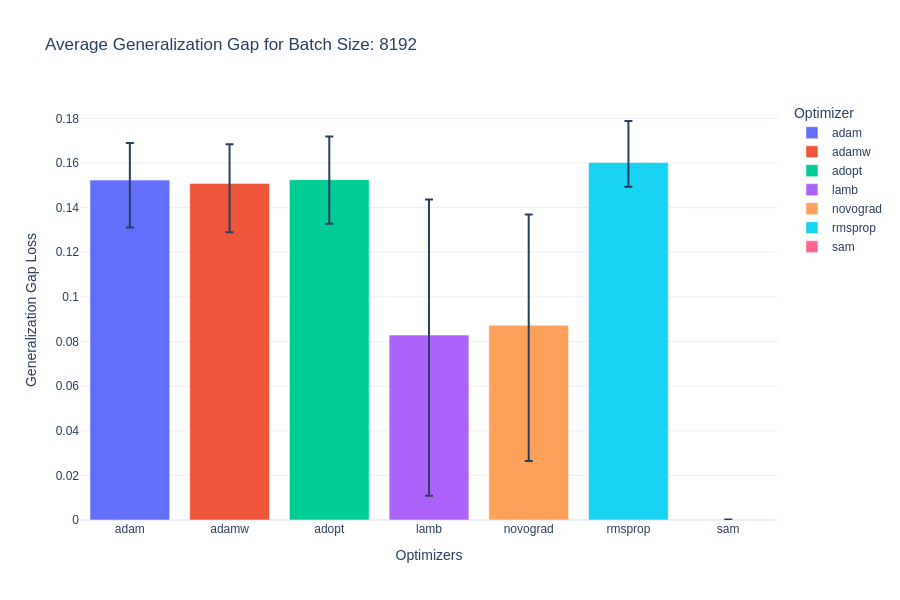 Average Generalization Gap for Batch Size: 8192
Generalization Gap Loss
0.18
0.16
0.14
0.12
0.1
0.08
0.06
0.04
0.02
0
adam
adamw
adopt
lamb
novograd
rmsprop
sam
Optimizers
Optimizer
adam
adamw
adopt
lamb
novograd
rmsprop
sam